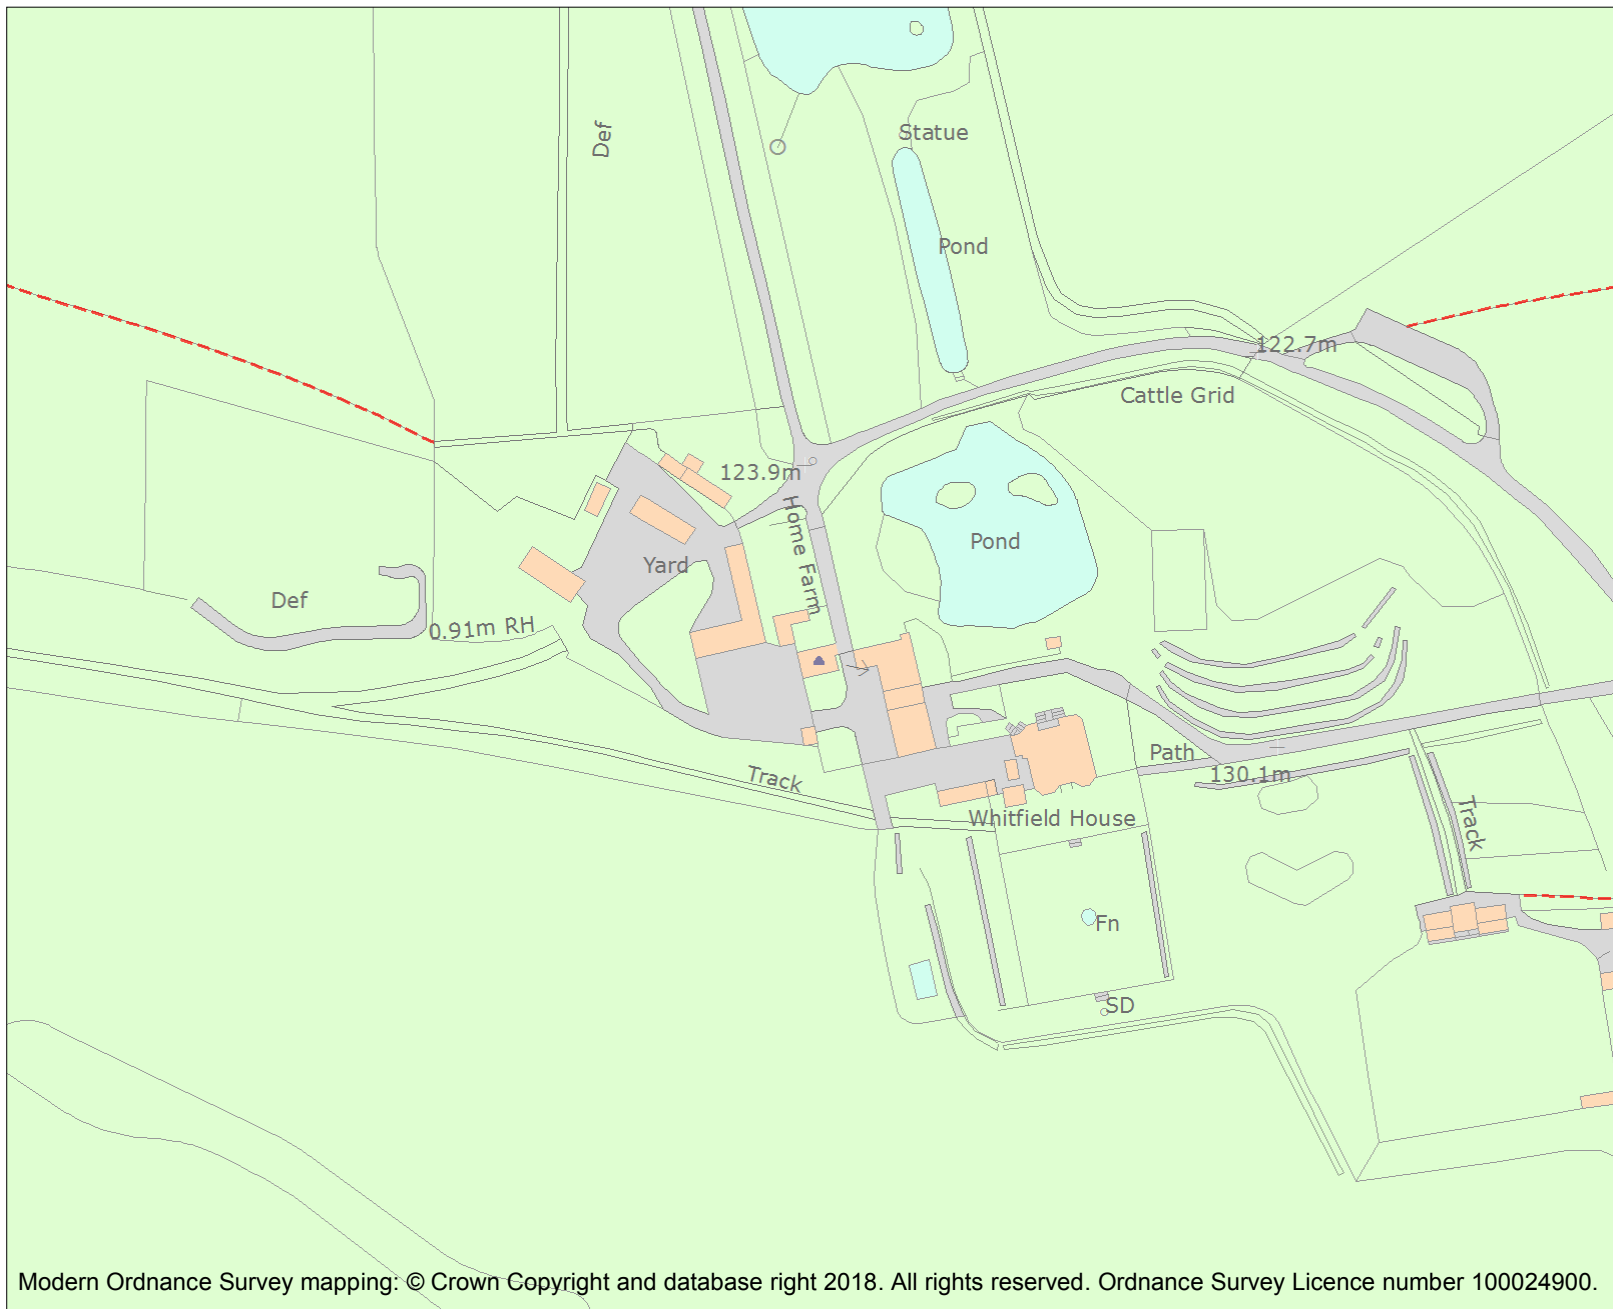 Def
Statue
Pond
122.7m
Cattle Grid
123.9m
Home Farm
Pond
Yard
Def
0.91m RH
Path
130.1m
Track
Track
Whitfield House
Fn
SD
Modern Ordnance Survey mapping: © Crown Copyright and database right 2018. All rights reserved. Ordnance Survey Licence number 100024900.